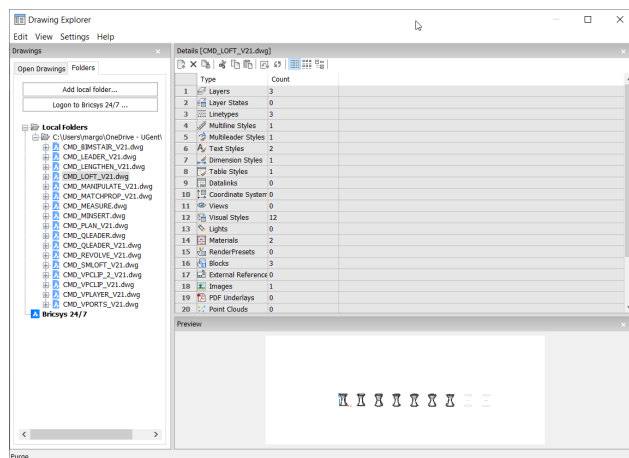 Drawing Explorer
Edit View Settings Help
Drawings
Open Drawings Folders
Add local folder...
Logon to Bricsys 24/7 ...
Local Folders
C:\Users\margo\OneDrive - UGent\
CMD_BIMSTAIR_V21.dwg
CMD_LEADER_V21.dwg
CMD_LENGTHEN_V21.dwg
CMD_LOFT_V21.dwg
CMD_MANIPULATE_V21.dwg
CMD_MATCHPROP_V21.dwg
CMD_MEASURE.dwg
CMD_MINSERT.dwg
CMD_PLAN_V21.dwg
CMD_QLEADER.dwg
CMD_QLEADER_V21.dwg
CMD_REVOLVE_V21.dwg
CMD_SMLOFT_V21.dwg
CMD_VPCLIP_2_V21.dwg
CMD_VPCLIP_V21.dwg
CMD_VPLAYER_V21.dwg
CMD_VPORTS_V21.dwg
Bricsys 24/7
Details [CMD_LOFT_V21.dwg]
Type Count
1 Layers 3
2 Layer States 0
3 Linetypes 3
4 Multiline Styles 1
5 Multileader Styles 1
6 Text Styles 2
7 Dimension Styles 1
8 Table Styles 1
9 Datalinks 0
10 Coordinate System 0
11 Views 0
12 Visual Styles 12
13 Lights 0
14 Materials 2
15 RenderPresets 0
16 Blocks 3
17 External Reference 0
18 Images 1
19 PDF Underlays 0
20 Point Clouds 0
Preview
Purge